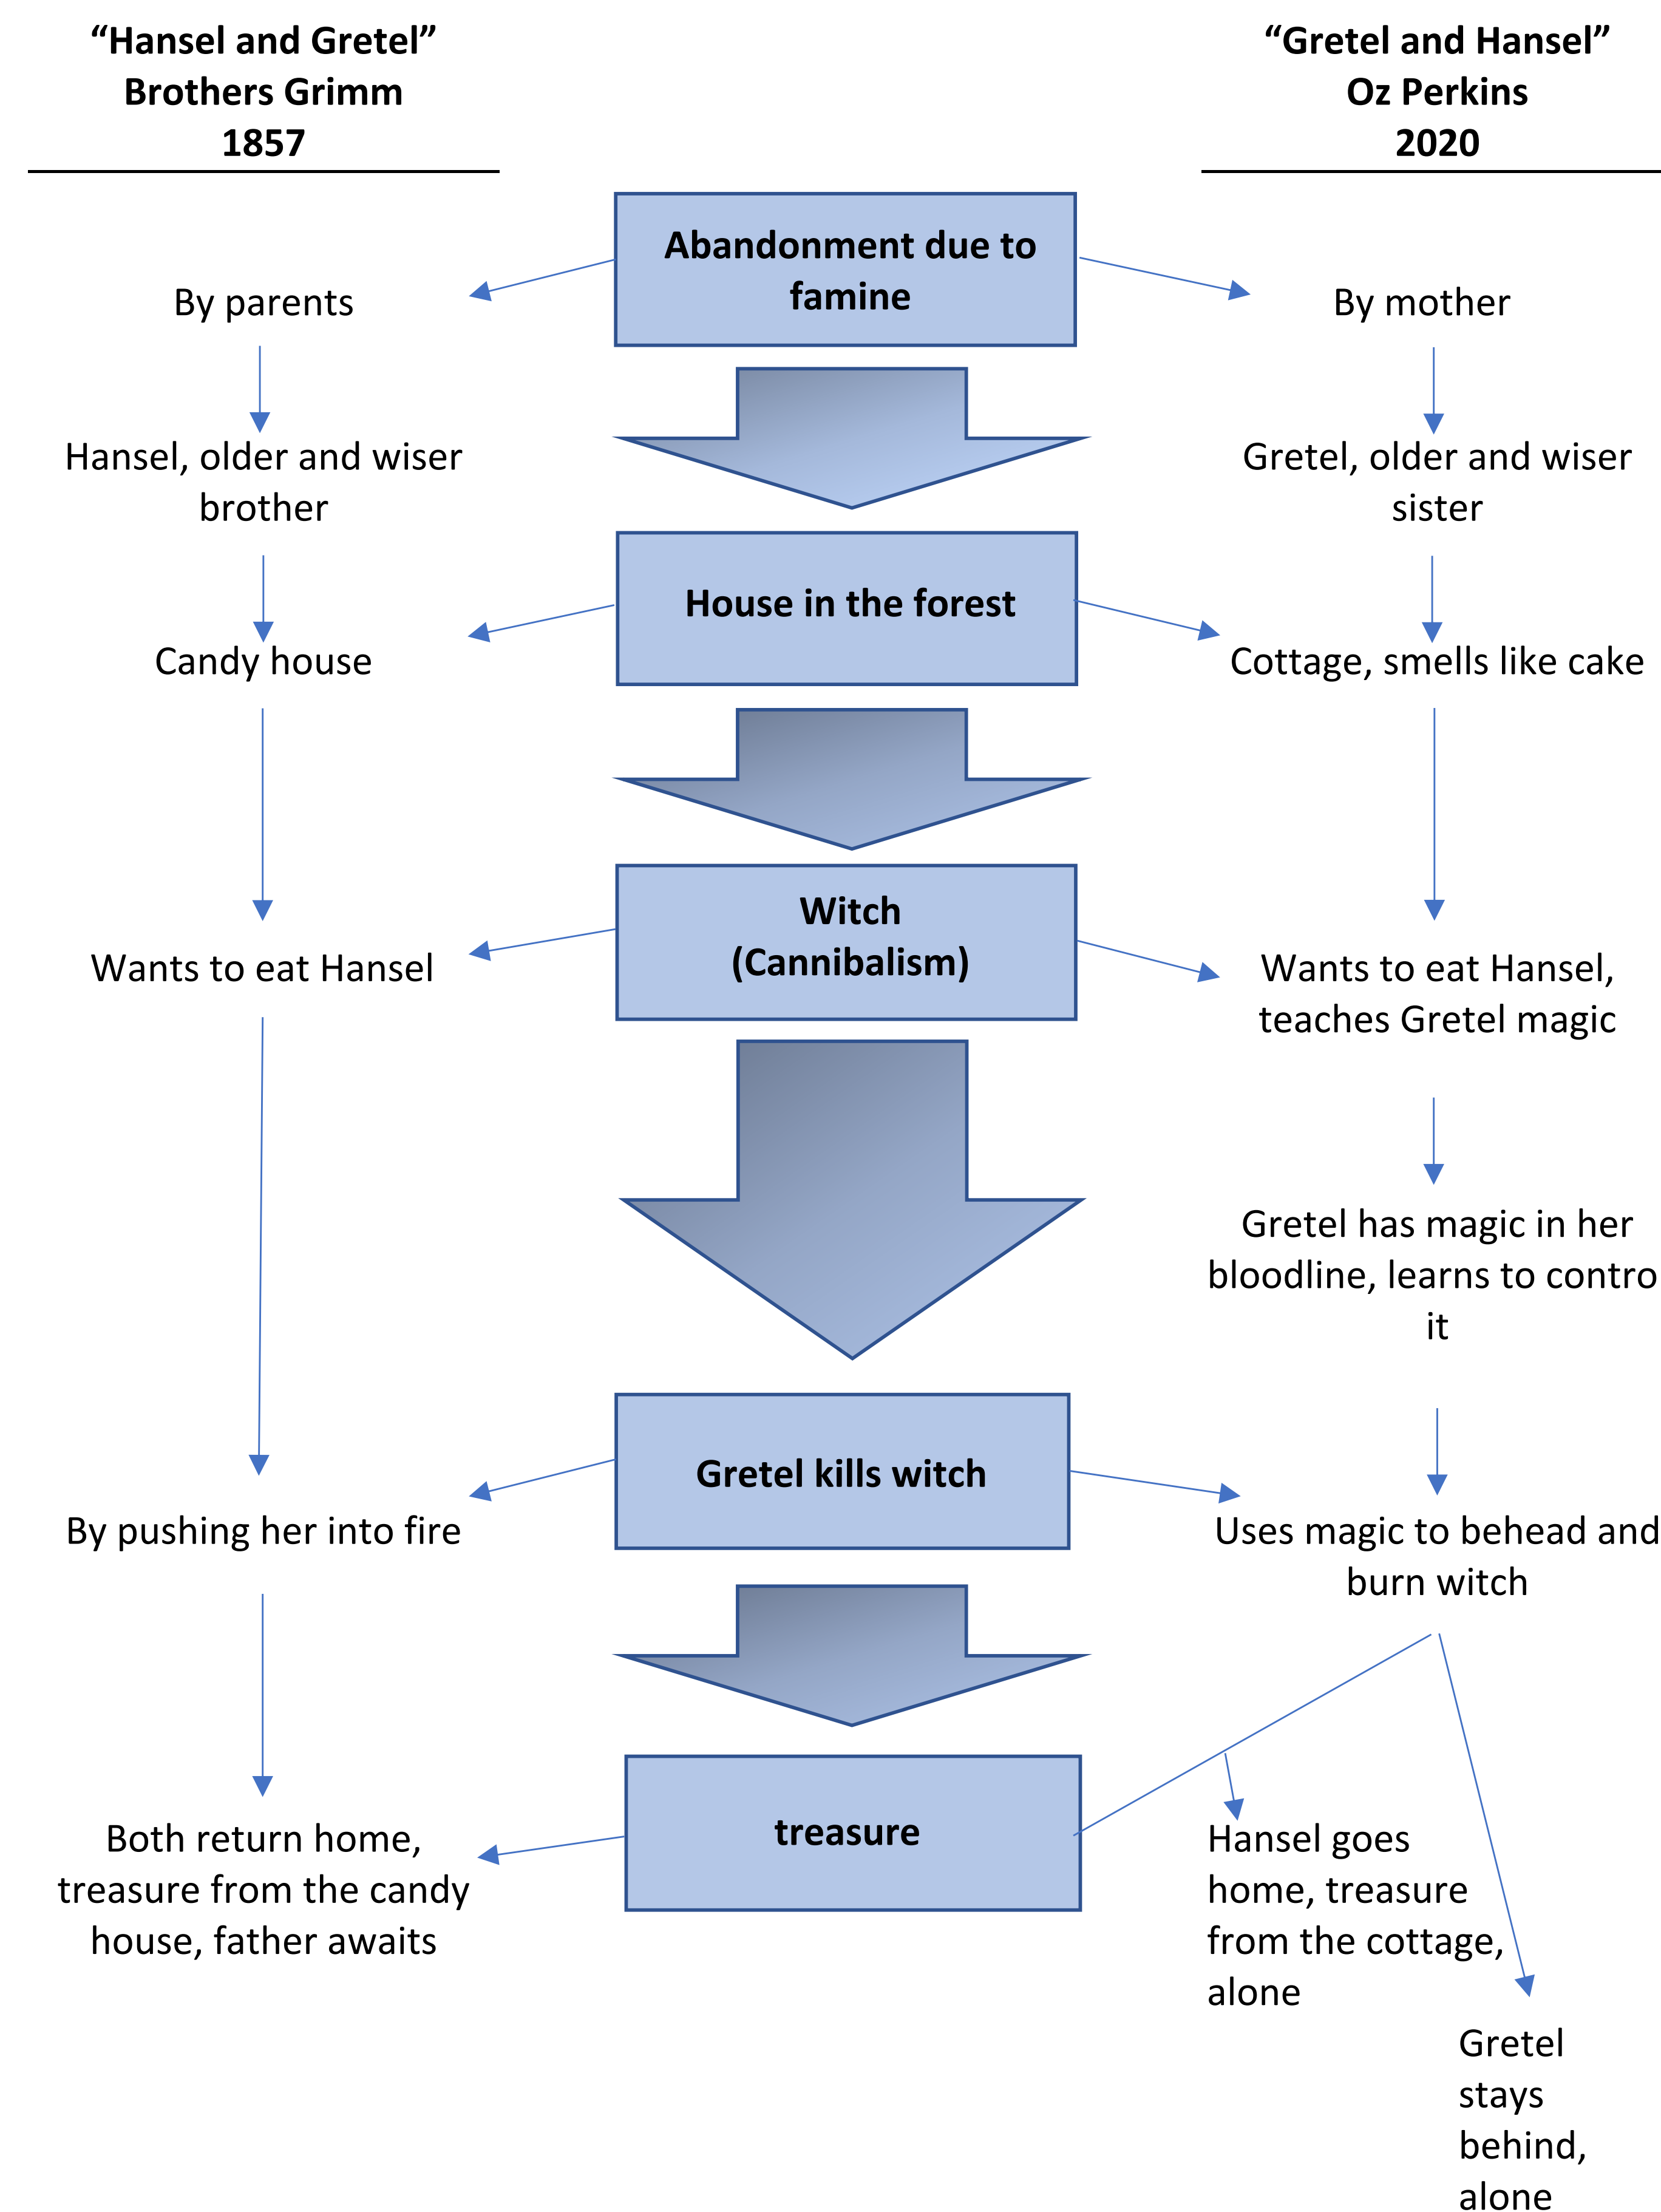 “Hansel and Gretel”
Brothers Grimm
1857
“Gretel and Hansel”
Oz Perkins
2020
Abandonment due to
famine
By parents
By mother
Hansel, older and wiser
brother
Gretel, older and wiser
sister
House in the forest
Candy house
Cottage, smells like cake
Witch
(Cannibalism)
Wants to eat Hansel
Wants to eat Hansel,
teaches Gretel magic
Gretel has magic in her
bloodline, learns to contro
it
Gretel kills witch
By pushing her into fire
Uses magic to behead and
burn witch
treasure
Both return home,
treasure from the candy
house, father awaits
Hansel goes
home, treasure
from the cottage,
alone
Gretel
stays
behind,
alone